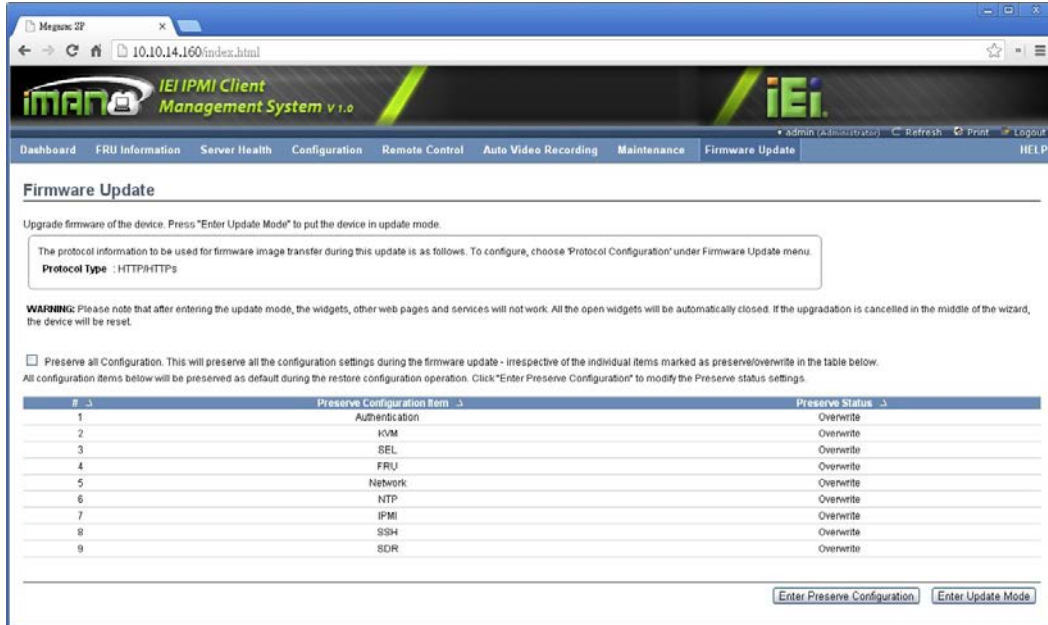 Megarac SP
10.10.14.160/index.html
iMAN
IEI IPMI Client
Management System v 1.0
iEi
admin (Administrator) Refresh Print Logout
Dashboard FRU Information Server Health Configuration Remote Control Auto Video Recording Maintenance Firmware Update HELP
Firmware Update
Upgrade firmware of the device. Press "Enter Update Mode" to put the device in update mode.
The protocol information to be used for firmware image transfer during this update is as follows. To configure, choose 'Protocol Configuration' under Firmware Update menu.
Protocol Type : HTTP/HTTPs
WARNING: Please note that after entering the update mode, the widgets, other web pages and services will not work. All the open widgets will be automatically closed. If the upgradation is cancelled in the middle of the wizard,
the device will be reset.
Preserve all Configuration. This will preserve all the configuration settings during the firmware update - irrespective of the individual items marked as preserve/overwrite in the table below.
All configuration items below will be preserved as default during the restore configuration operation. Click "Enter Preserve Configuration" to modify the Preserve status settings.
# Preserve Configuration Item Preserve Status
1 Authentication Overwrite
2 KVM Overwrite
3 SEL Overwrite
4 FRU Overwrite
5 Network Overwrite
6 NTP Overwrite
7 IPMI Overwrite
8 SSH Overwrite
9 SDR Overwrite
Enter Preserve Configuration Enter Update Mode